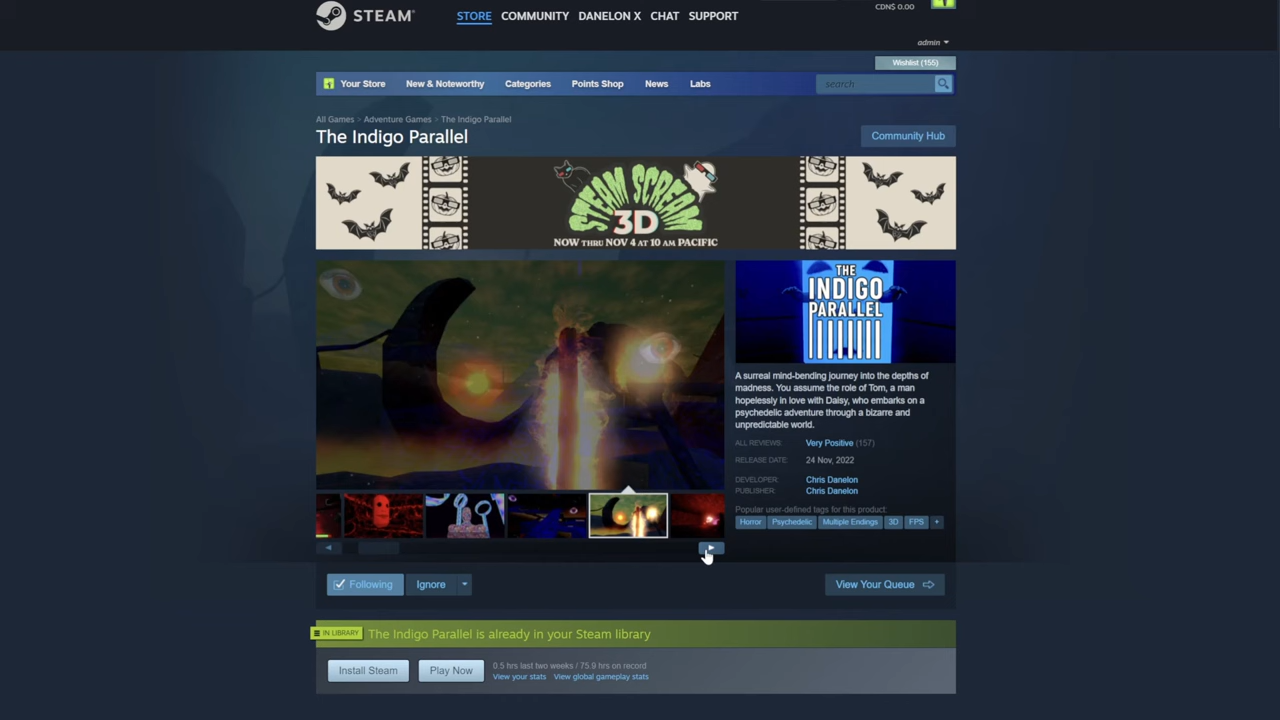 CDN$ 0.00
STEAM
STORE COMMUNITY DANELON X CHAT SUPPORT
admin
Wishlist (155)
Your Store New & Noteworthy Categories Points Shop News Labs
search
All Games > Adventure Games > The Indigo Parallel
The Indigo Parallel
Community Hub
STEAM SCREAM
3D
NOW THRU NOV 4 AT 10 AM PACIFIC
THE
INDIGO
PARALLEL
A surreal mind-bending journey into the depths of
madness. You assume the role of Tom, a man
hopelessly in love with Daisy, who embarks on a
psychedelic adventure through a bizarre and
unpredictable world.
ALL REVIEWS: Very Positive (157)
RELEASE DATE: 24 Nov, 2022
DEVELOPER: Chris Danelon
PUBLISHER: Chris Danelon
Popular user-defined tags for this product:
Horror Psychedelic Multiple Endings 3D FPS +
Following Ignore
View Your Queue
IN LIBRARY The Indigo Parallel is already in your Steam library
Install Steam Play Now
0.5 hrs last two weeks / 75.9 hrs on record
View your stats View global gameplay stats